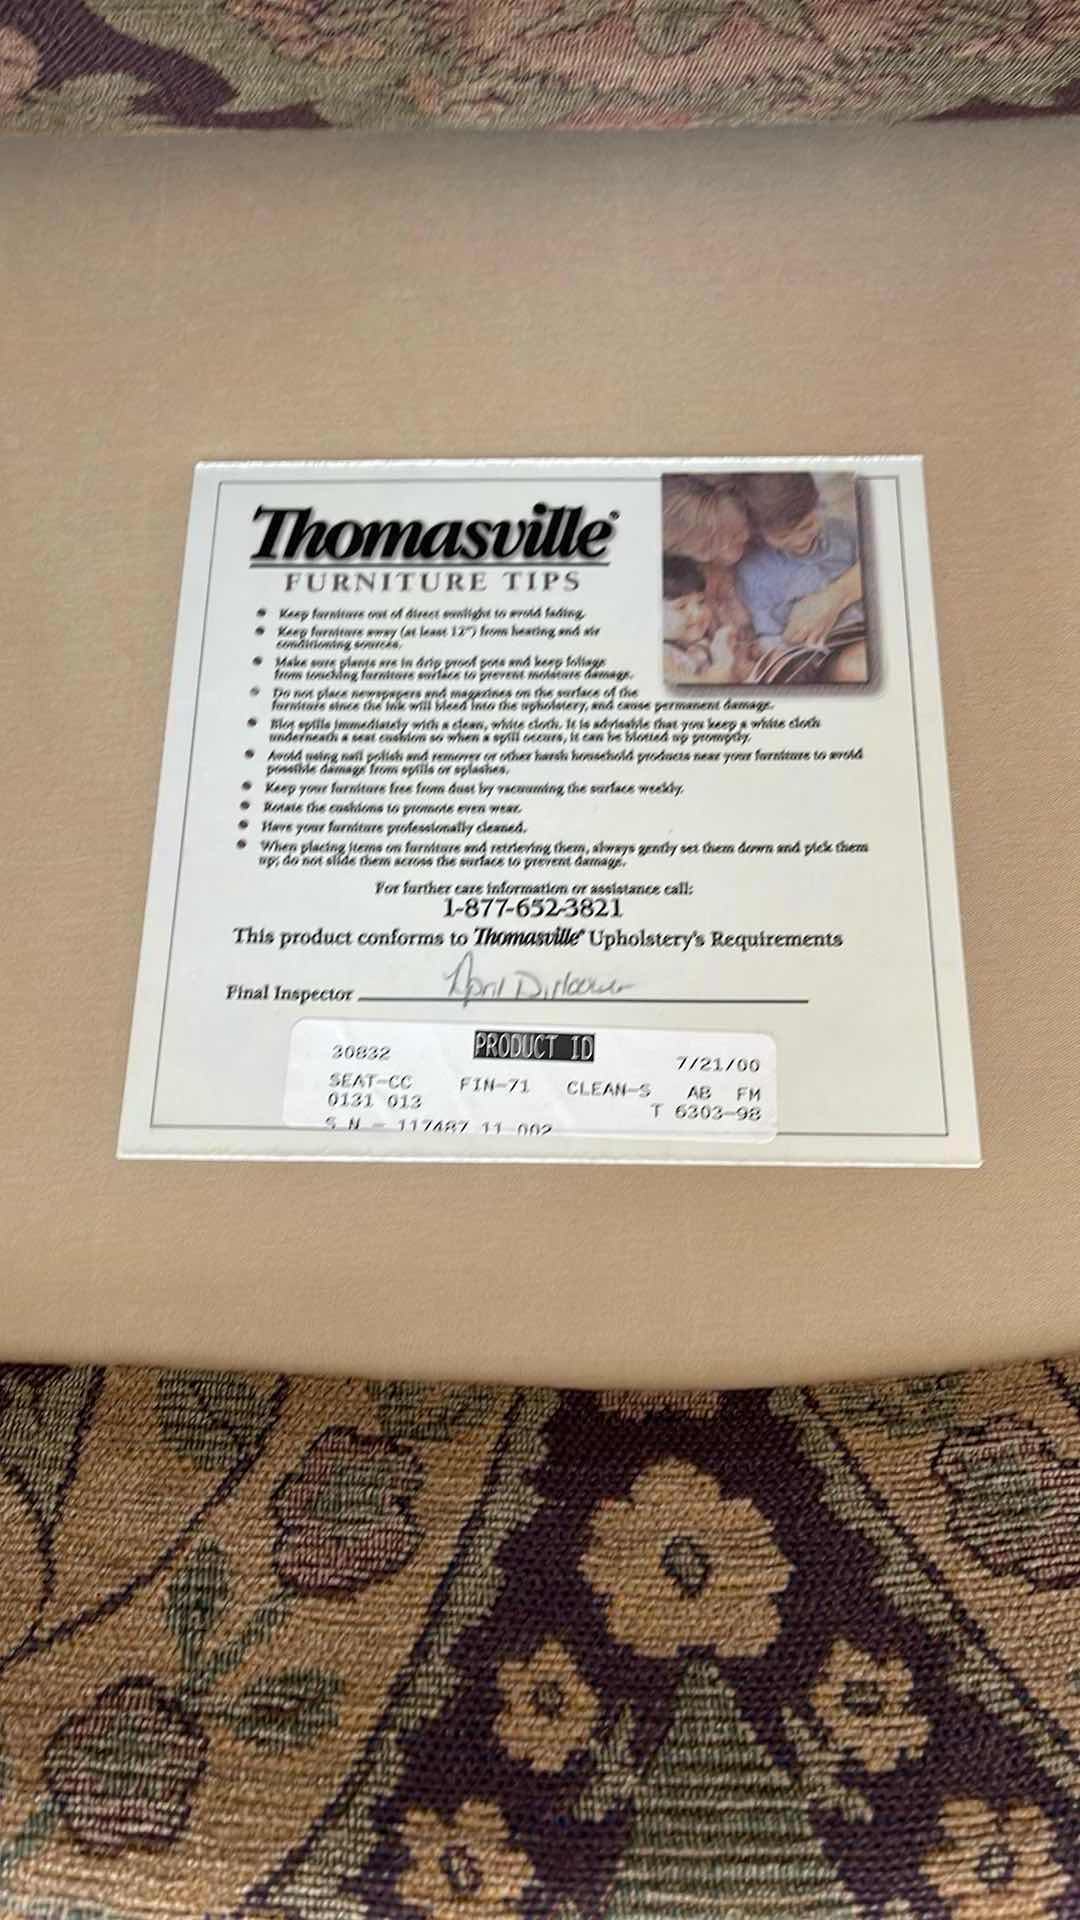 Thomasville®
FURNITURE TIPS
• Keep furniture out of direct sunlight to avoid fading.
• Keep furniture away (at least 12") from heating and air
conditioning sources.
• Make sure plants are in drip proof pots and keep foliage
from touching furniture surface to prevent moisture damage.
• Do not place newspapers and magazines on the surface of the
furniture since the ink will bleed into the upholstery, and cause permanent damage.
• Blot spills immediately with a clean, white cloth. It is advisable that you keep a white cloth
underneath a seat cushion so when a spill occurs, it can be blotted up promptly.
• Avoid using nail polish and remover or other harsh household products near your furniture to avoid
possible damage from spills or splashes.
• Keep your furniture free from dust by vacuuming the surface weekly.
• Rotate the cushions to promote even wear.
• Have your furniture professionally cleaned.
• When placing items on furniture and retrieving them, always gently set them down and pick them
up; do not slide them across the surface to prevent damage.
For further care information or assistance call:
1-877-652-3821
This product conforms to Thomasville® Upholstery's Requirements
Final Inspector April
30832 PRODUCT ID 7/21/00
SEAT-CC FIN-71 CLEAN-S AB FM
0131 013 T 6303-98
S N - 117487 11 002